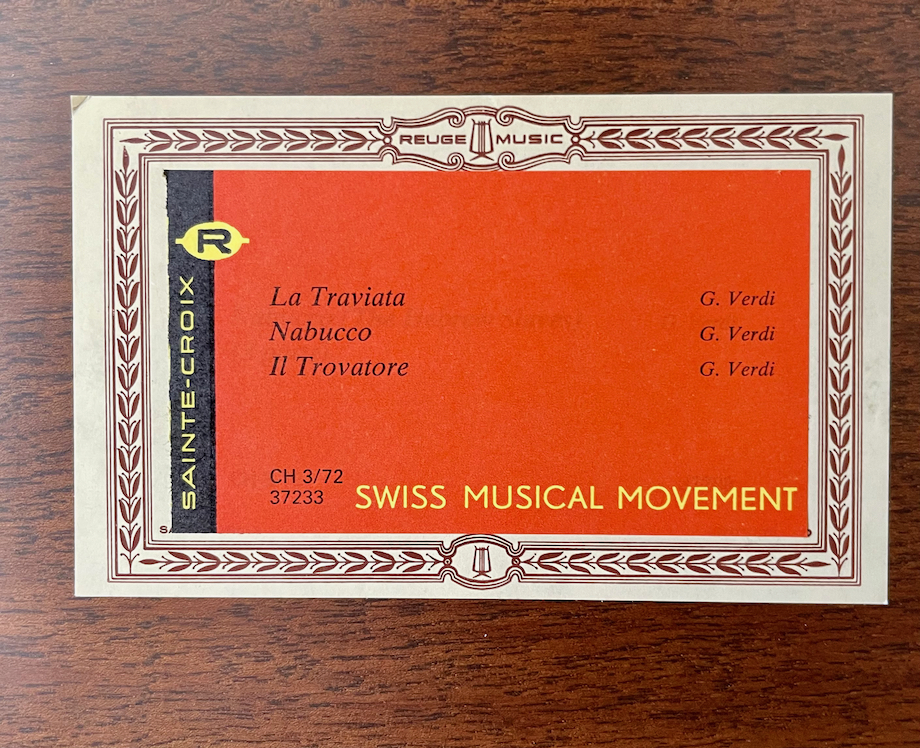 REUGE MUSIC
R
SAINTE-CROIX
La Traviata G. Verdi
Nabucco G. Verdi
Il Trovatore G. Verdi
CH 3/72
37233
SWISS MUSICAL MOVEMENT